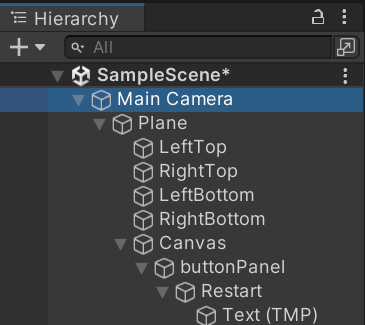 Hierarchy
All
SampleScene*
Main Camera
Plane
LeftTop
RightTop
LeftBottom
RightBottom
Canvas
buttonPanel
Restart
Text (TMP)